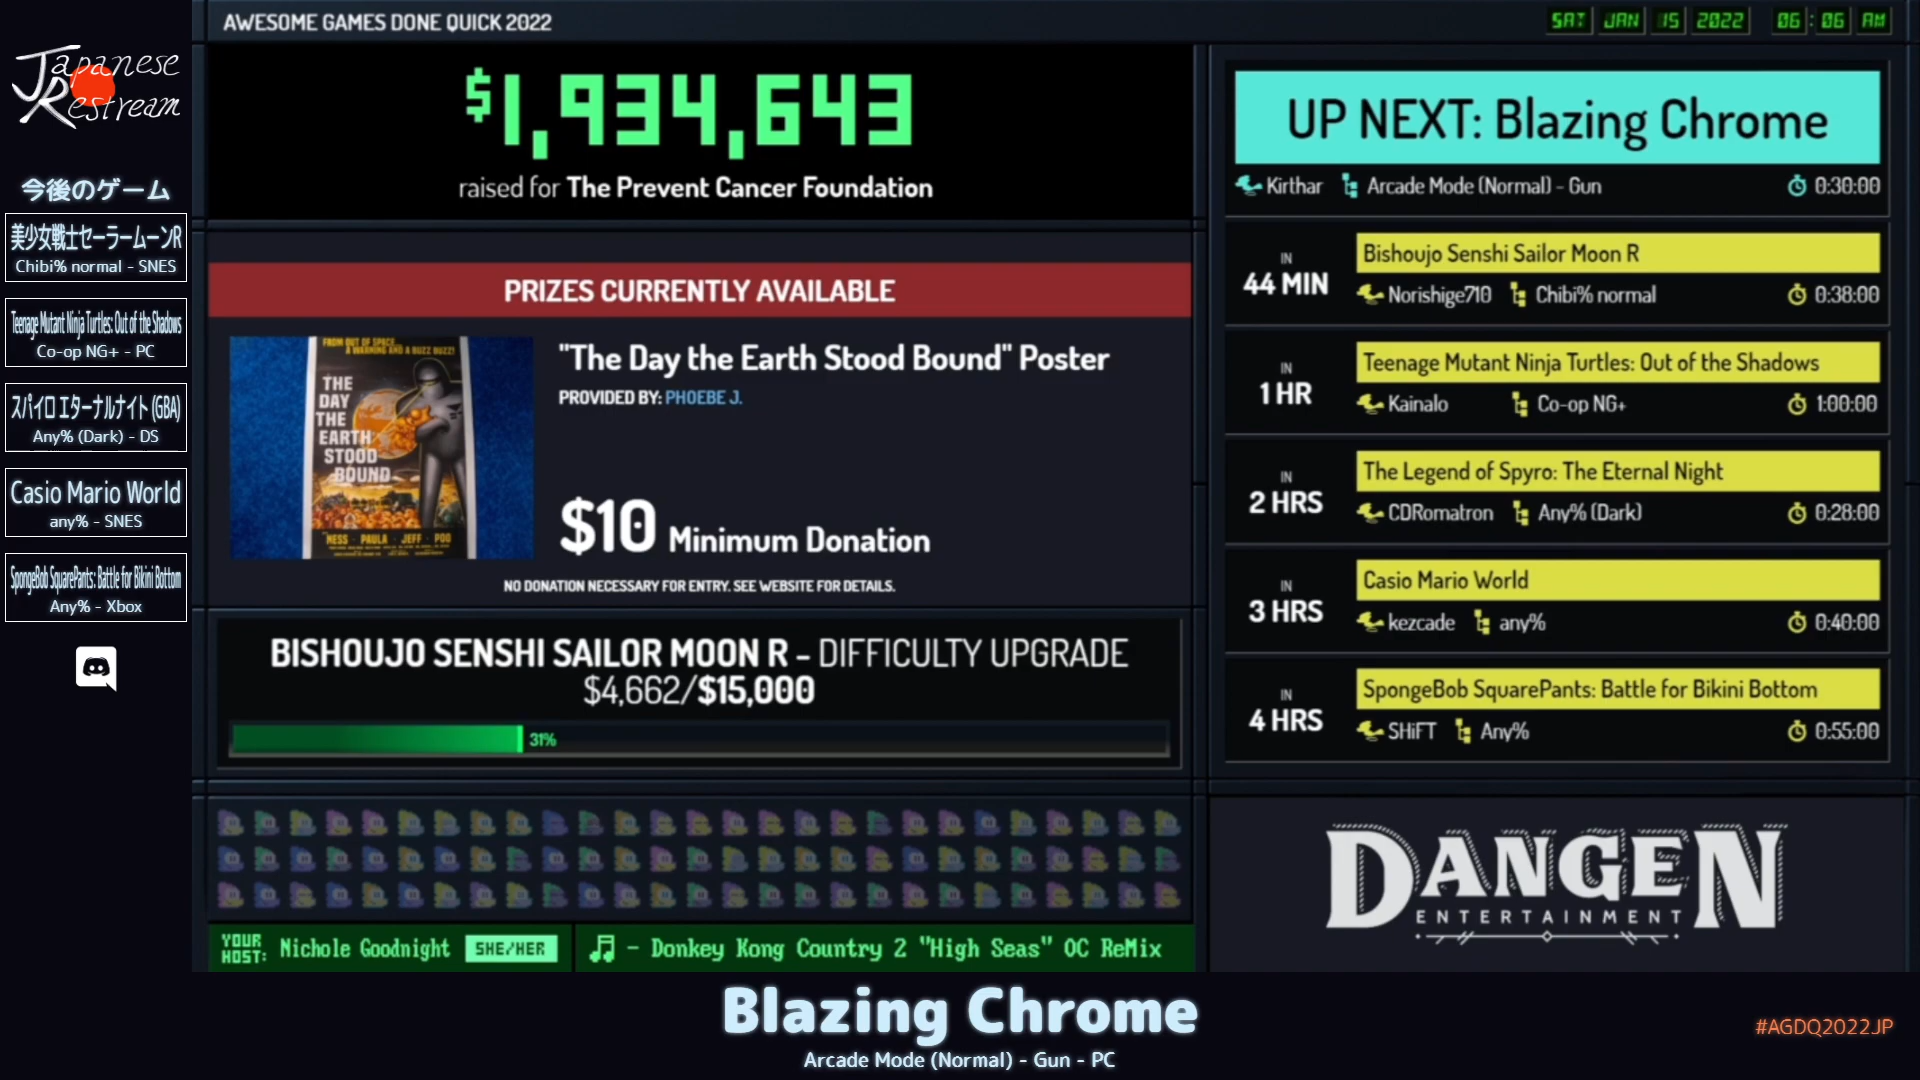 AWESOME GAMES DONE QUICK 2022
SAT JAN 15 2022 06:06 AM
Japanese
Restream
今後のゲーム
美少女戦士セーラームーンR
Chibi% normal - SNES
Teenage Mutant Ninja Turtles: Out of the Shadows
Co-op NG+ - PC
スパイロ エターナルナイト (GBA)
Any% (Dark) - DS
Casio Mario World
any% - SNES
SpongeBob SquarePants: Battle for Bikini Bottom
Any% - Xbox
$1,934,643
raised for The Prevent Cancer Foundation
PRIZES CURRENTLY AVAILABLE
FROM OUT OF SPACE...
A WARNING AND A BUZZ BUZZ!
THE
DAY
THE
EARTH
STOOD
BOUND
NESS - PAULA - JEFF - POO
"The Day the Earth Stood Bound" Poster
PROVIDED BY: PHOEBE J.
$10 Minimum Donation
NO DONATION NECESSARY FOR ENTRY. SEE WEBSITE FOR DETAILS.
BISHOUJO SENSHI SAILOR MOON R – DIFFICULTY UPGRADE
$4,662/$15,000
31%
YOUR HOST: Nichole Goodnight SHE/HER
– Donkey Kong Country 2 "High Seas" OC ReMix
UP NEXT: Blazing Chrome
Kirthar Arcade Mode (Normal) - Gun 0:30:00
IN 44 MIN
Bishoujo Senshi Sailor Moon R
Norishige710 Chibi% normal 0:38:00
IN 1 HR
Teenage Mutant Ninja Turtles: Out of the Shadows
Kainalo Co-op NG+ 1:00:00
IN 2 HRS
The Legend of Spyro: The Eternal Night
CDRomatron Any% (Dark) 0:28:00
IN 3 HRS
Casio Mario World
kezcade any% 0:40:00
IN 4 HRS
SpongeBob SquarePants: Battle for Bikini Bottom
SHiFT Any% 0:55:00
DANGEN
ENTERTAINMENT
Blazing Chrome
Arcade Mode (Normal) - Gun - PC
#AGDQ2022JP